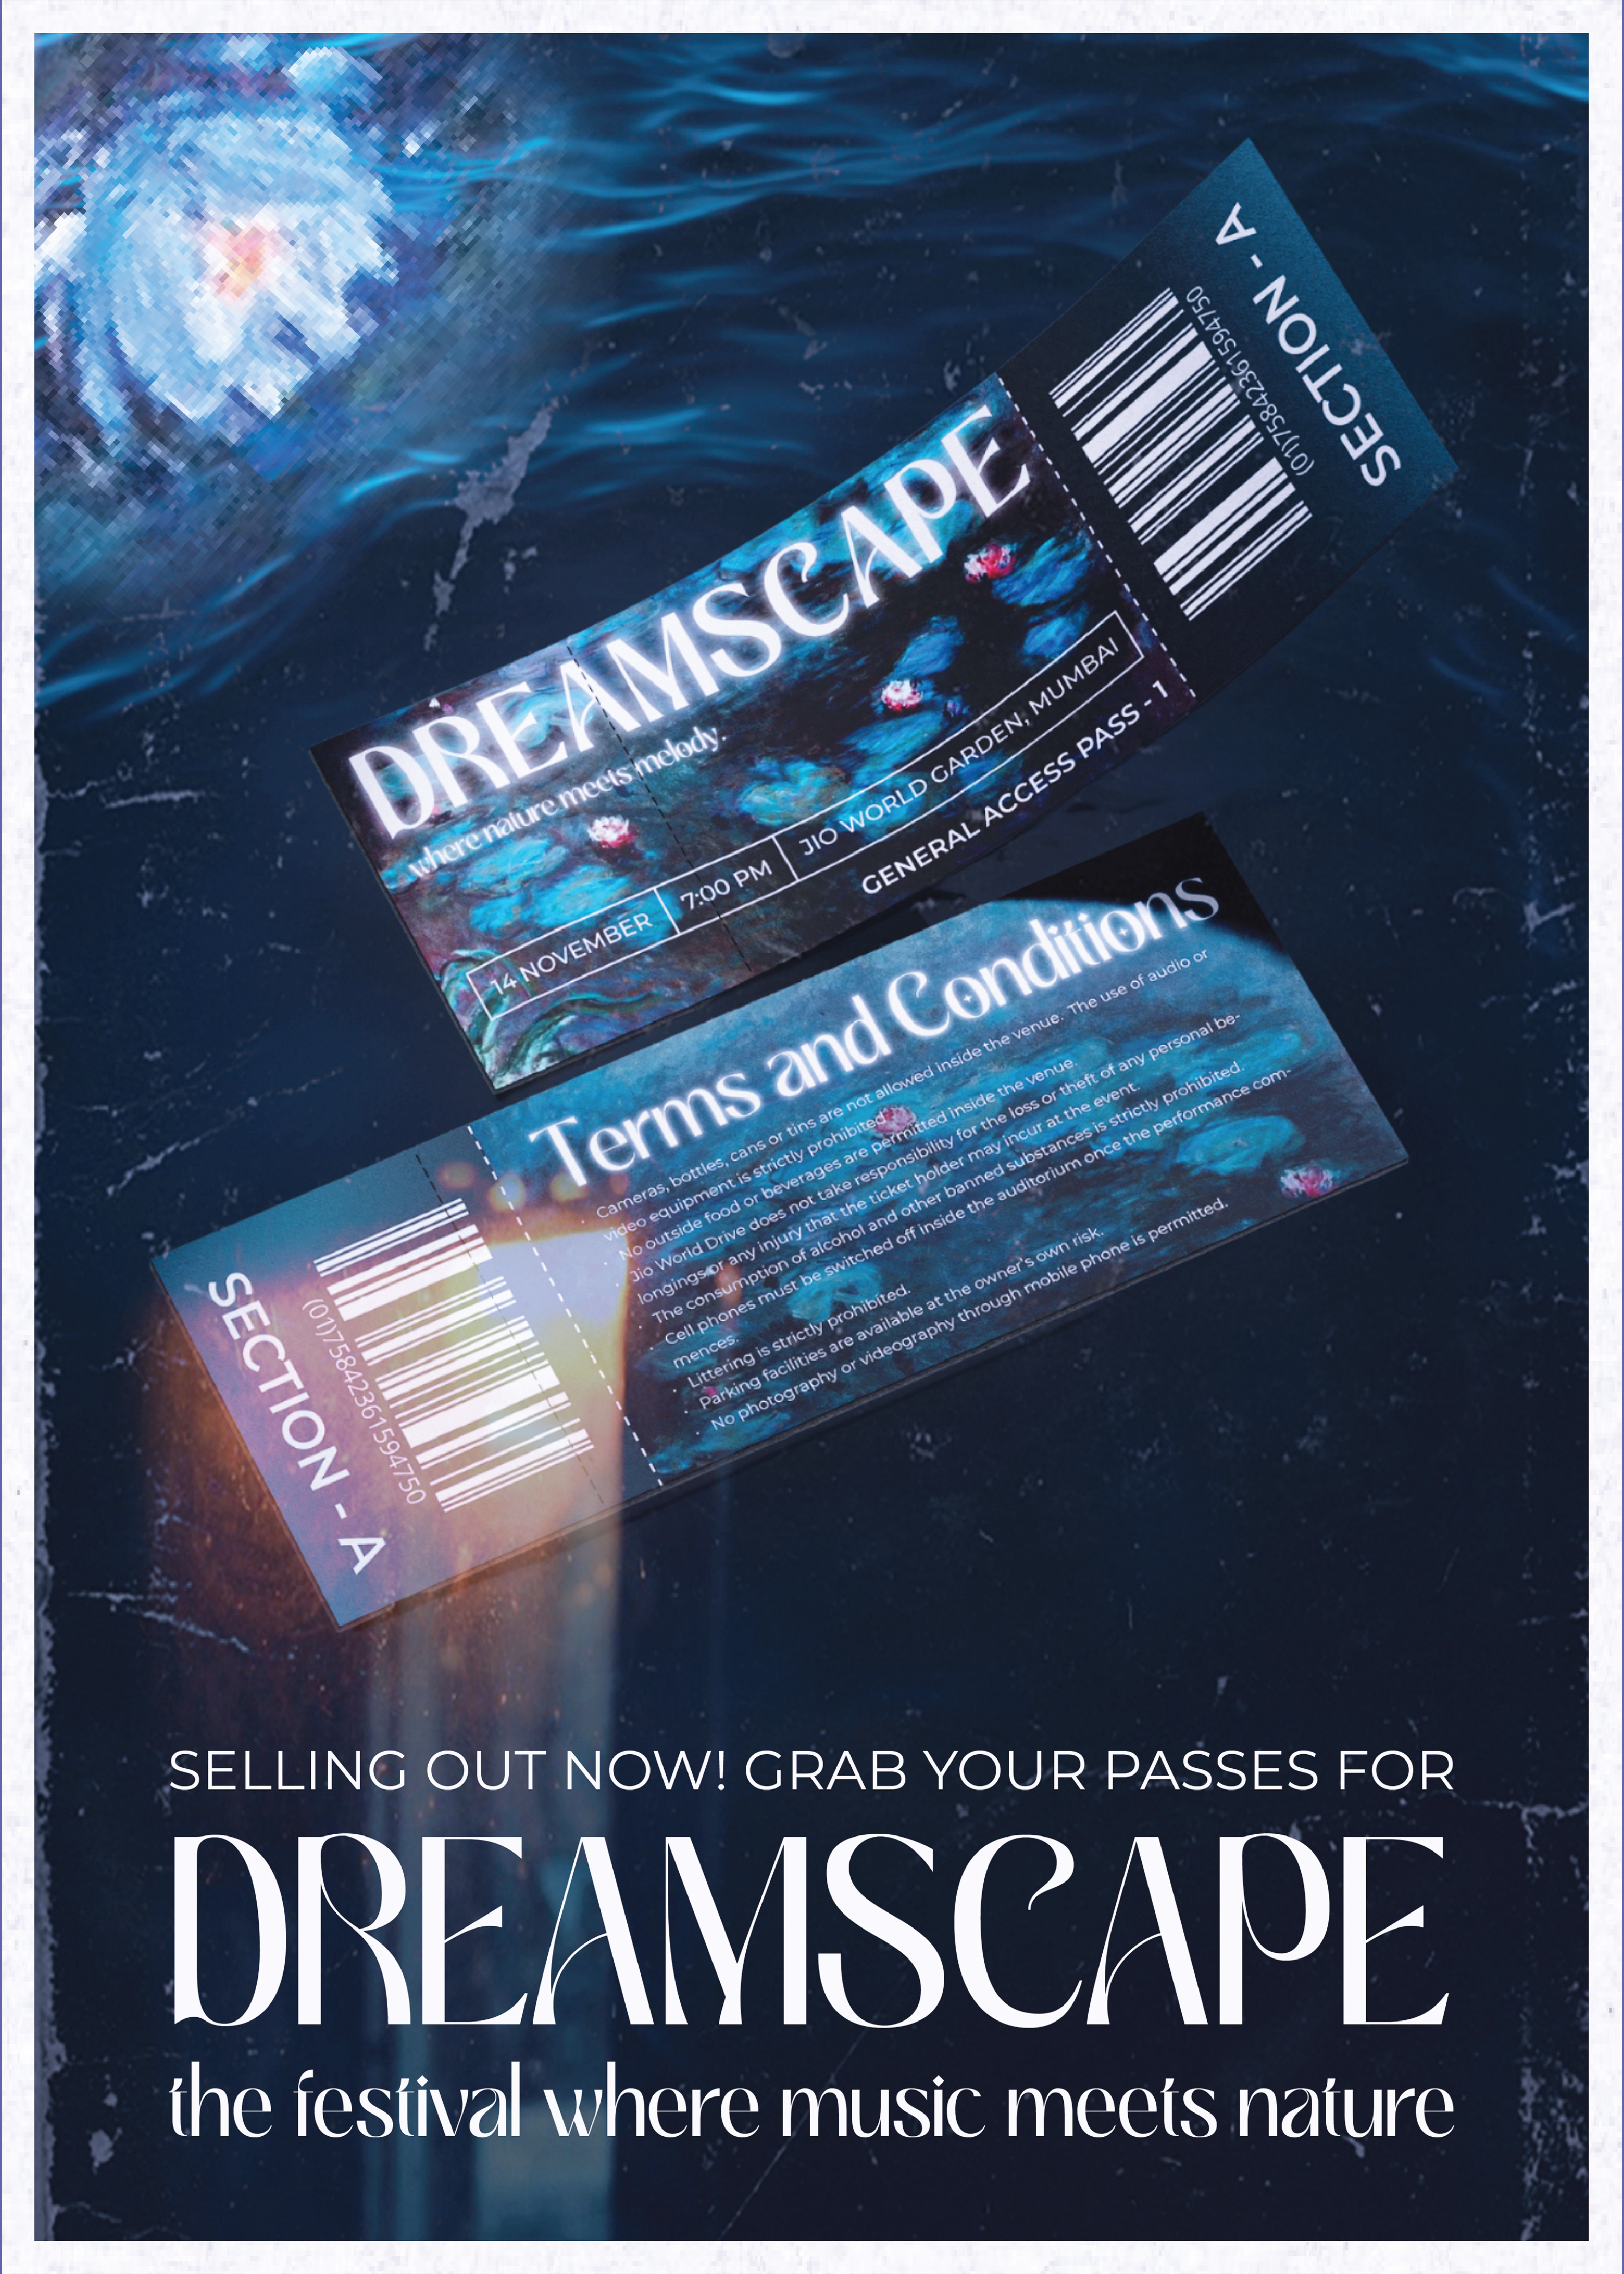 SECTION - A
(01)7584236159475​0
DREAMSCAPE
where nature meets melody.
14 NOVEMBER
7:00 PM
JIO WORLD GARDEN, MUMBAI
GENERAL ACCESS PASS - 1
Terms and Conditions
· Cameras, bottles, cans or tins are not allowed inside the venue. The use of audio or
video equipment is strictly prohibited.
· No outside food or beverages are permitted inside the venue.
· Jio World Drive does not take responsibility for the loss or theft of any personal be-
longings or any injury that the ticket holder may incur at the event.
· The consumption of alcohol and other banned substances is strictly prohibited.
· Cell phones must be switched off inside the auditorium once the performance com-
mences.
· Littering is strictly prohibited.
· Parking facilities are available at the owner's own risk.
· No photography or videography through mobile phone is permitted.
SECTION - A
(01)75842361594750
SELLING OUT NOW! GRAB YOUR PASSES FOR
DREAMSCAPE
the festival where music meets nature